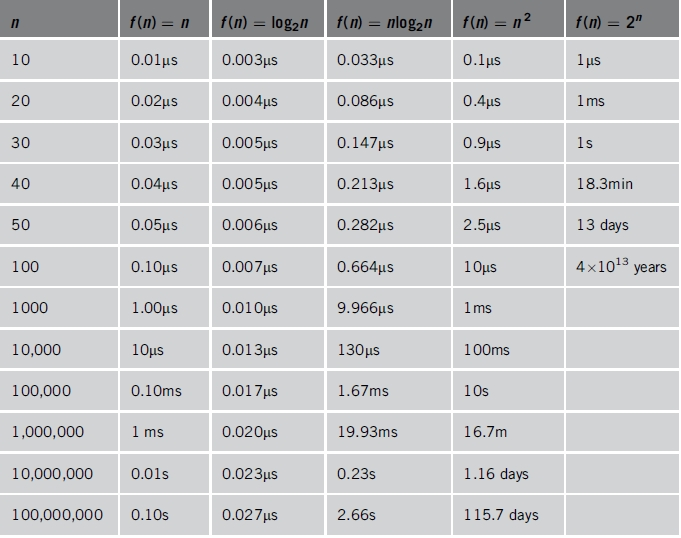 n f(n) = n f(n) = log₂n f(n) = nlog₂n f(n) = n² f(n) = 2ⁿ
10 0.01μs 0.003μs 0.033μs 0.1μs 1μs
20 0.02μs 0.004μs 0.086μs 0.4μs 1ms
30 0.03μs 0.005μs 0.147μs 0.9μs 1s
40 0.04μs 0.005μs 0.213μs 1.6μs 18.3min
50 0.05μs 0.006μs 0.282μs 2.5μs 13 days
100 0.10μs 0.007μs 0.664μs 10μs 4×10¹³ years
1000 1.00μs 0.010μs 9.966μs 1ms
10,000 10μs 0.013μs 130μs 100ms
100,000 0.10ms 0.017μs 1.67ms 10s
1,000,000 1 ms 0.020μs 19.93ms 16.7m
10,000,000 0.01s 0.023μs 0.23s 1.16 days
100,000,000 0.10s 0.027μs 2.66s 115.7 days